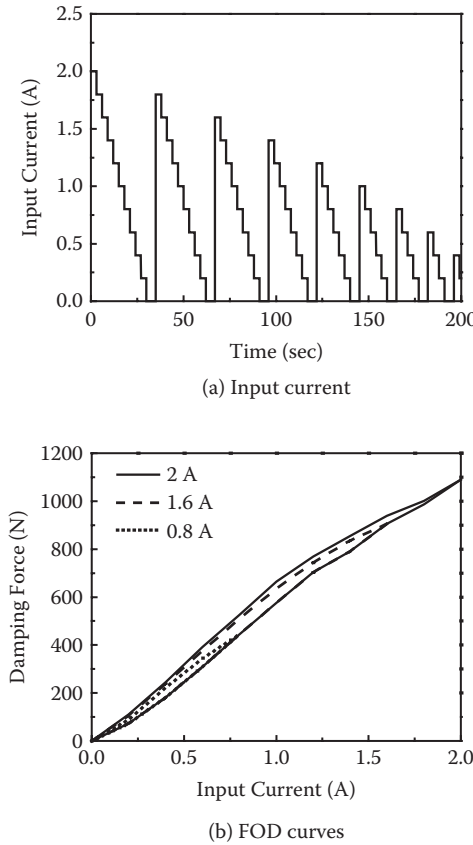 2.5
2.0
1.5
1.0
0.5
0.0
Input Current (A)
0 50 100 150 200
Time (sec)
(a) Input current
1200
1000
800
600
400
200
0
Damping Force (N)
2 A
1.6 A
0.8 A
0.0 0.5 1.0 1.5 2.0
Input Current (A)
(b) FOD curves